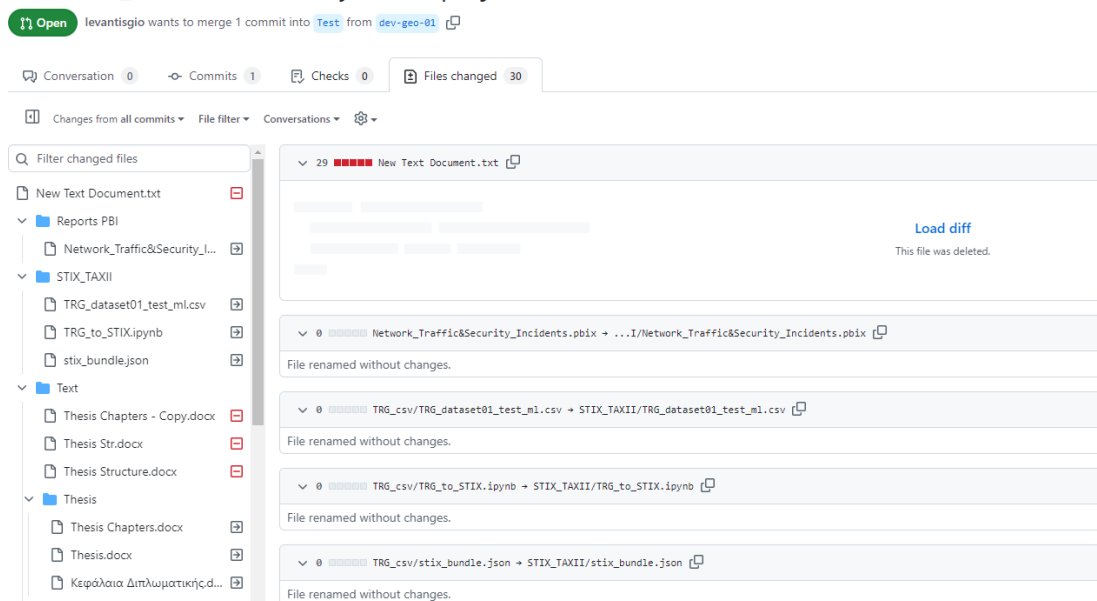 Open levantisgio wants to merge 1 commit into Test from dev-geo-01
Conversation 0 Commits 1 Checks 0 Files changed 30
Changes from all commits File filter Conversations
Filter changed files
29 New Text Document.txt
New Text Document.txt
Reports PBI
Load diff
Network_Traffic&Security_I...
This file was deleted.
STIX_TAXII
TRG_dataset01_test_ml.csv
TRG_to_STIX.ipynb
0 Network_Traffic&Security_Incidents.pbix → ...I/Network_Traffic&Security_Incidents.pbix
stix_bundle.json
File renamed without changes.
Text
Thesis Chapters - Copy.docx
0 TRG_csv/TRG_dataset01_test_ml.csv → STIX_TAXII/TRG_dataset01_test_ml.csv
Thesis Str.docx
File renamed without changes.
Thesis Structure.docx
0 TRG_csv/TRG_to_STIX.ipynb → STIX_TAXII/TRG_to_STIX.ipynb
Thesis
File renamed without changes.
Thesis Chapters.docx
Thesis.docx
0 TRG_csv/stix_bundle.json → STIX_TAXII/stix_bundle.json
Κεφάλαια Διπλωματικής.d...
File renamed without changes.